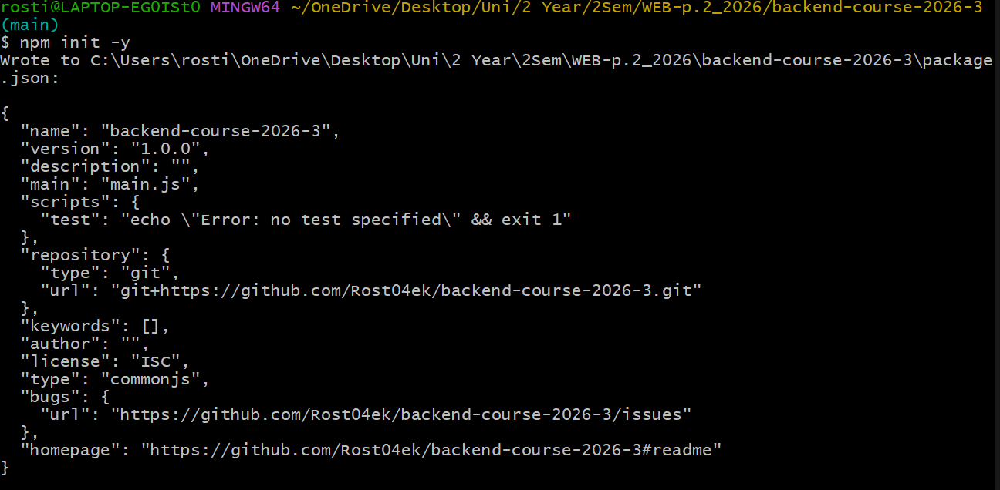 rosti@LAPTOP-EG0ISt0 MINGW64 ~/OneDrive/Desktop/Uni/2 Year/2Sem/WEB-p.2_2026/backend-course-2026-3
(main)
$ npm init -y
Wrote to C:\Users\rosti\OneDrive\Desktop\Uni\2 Year\2Sem\WEB-p.2_2026\backend-course-2026-3\package
.json:

{
  "name": "backend-course-2026-3",
  "version": "1.0.0",
  "description": "",
  "main": "main.js",
  "scripts": {
    "test": "echo \"Error: no test specified\" && exit 1"
  },
  "repository": {
    "type": "git",
    "url": "git+https://github.com/Rost04ek/backend-course-2026-3.git"
  },
  "keywords": [],
  "author": "",
  "license": "ISC",
  "type": "commonjs",
  "bugs": {
    "url": "https://github.com/Rost04ek/backend-course-2026-3/issues"
  },
  "homepage": "https://github.com/Rost04ek/backend-course-2026-3#readme"
}